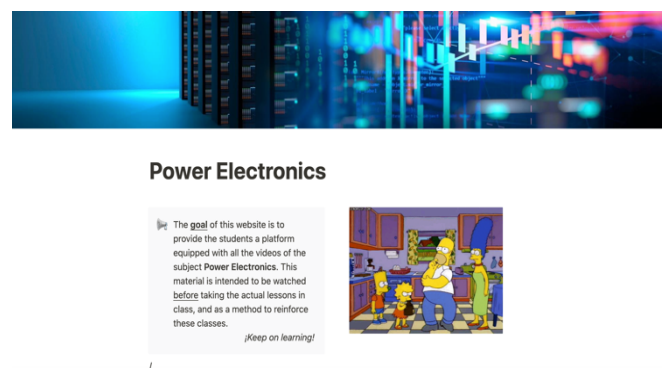 Power Electronics
The goal of this website is to
provide the students a platform
equipped with all the videos of the
subject Power Electronics. This
material is intended to be watched
before taking the actual lessons in
class, and as a method to reinforce
these classes.
¡Keep on learning!
/